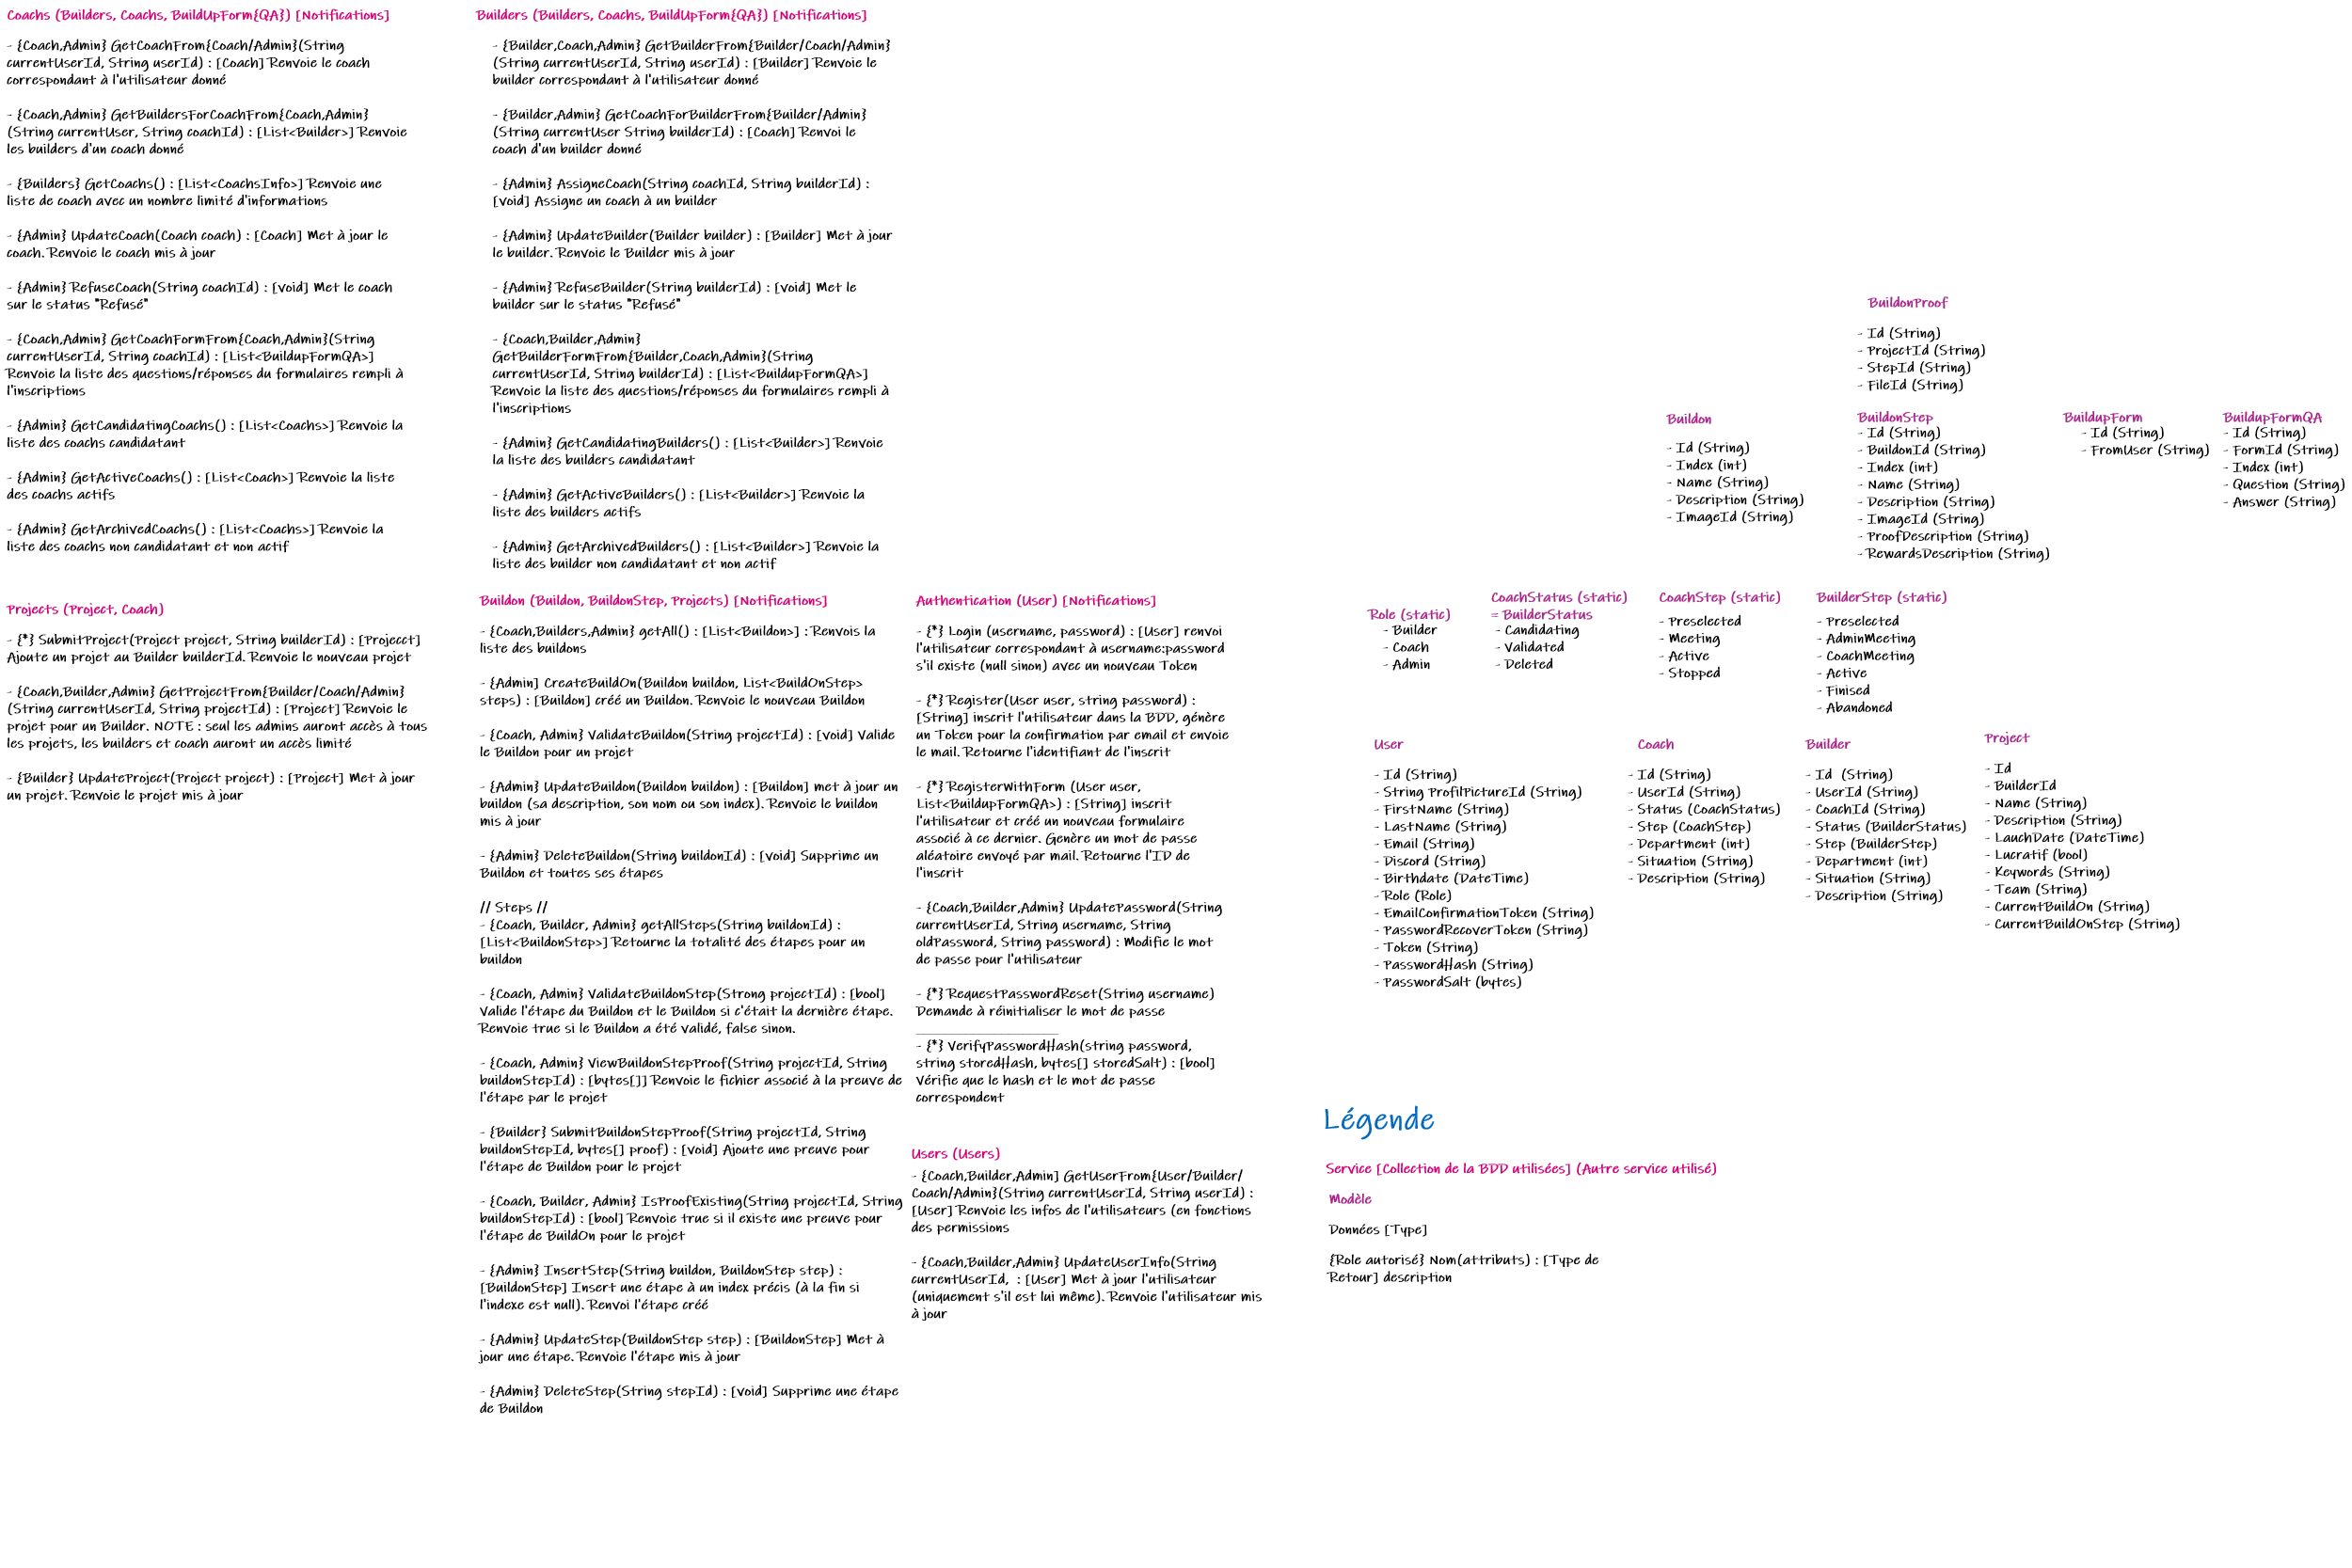 Coachs (Builders, Coachs, BuildUpForm{QA}) [Notifications]
- {Coach,Admin} GetCoachFrom{Coach/Admin}(String
currentUserId, String userId) : [Coach] Renvoie le coach
correspondant à l'utilisateur donné
- {Coach,Admin} GetBuildersForCoachFrom{Coach,Admin}
(String currentUser, String coachId) : [List<Builder>] Renvoie
les builders d'un coach donné
- {Builders} GetCoachs() : [List<CoachsInfo>] Renvoie une
liste de coach avec un nombre limité d'informations
- {Admin} UpdateCoach(Coach coach) : [Coach] Met à jour le
coach. Renvoie le coach mis à jour
- {Admin} RefuseCoach(String coachId) : [void] Met le coach
sur le status "Refusé"
- {Coach,Admin} GetCoachFormFrom{Coach,Admin}(String
currentUserId, String coachId) : [List<BuildupFormQA>]
Renvoie la liste des questions/réponses du formulaires rempli à
l'inscriptions
- {Admin} GetCandidatingCoachs() : [List<Coachs>] Renvoie la
liste des coachs candidatant
- {Admin} GetActiveCoachs() : [List<Coach>] Renvoie la liste
des coachs actifs
- {Admin} GetArchivedCoachs() : [List<Coachs>] Renvoie la
liste des coachs non candidatant et non actif
Builders (Builders, Coachs, BuildUpForm{QA}) [Notifications]
- {Builder,Coach,Admin} GetBuilderFrom{Builder/Coach/Admin}
(String currentUserId, String userId) : [Builder] Renvoie le
builder correspondant à l'utilisateur donné
- {Builder,Admin} GetCoachForBuilderFrom{Builder/Admin}
(String currentUser String builderId) : [Coach] Renvoi le
coach d'un builder donné
- {Admin} AssigneCoach(String coachId, String builderId) :
[void] Assigne un coach à un builder
- {Admin} UpdateBuilder(Builder builder) : [Builder] Met à jour
le builder. Renvoie le Builder mis à jour
- {Admin} RefuseBuilder(String builderId) : [void] Met le
builder sur le status "Refusé"
- {Coach,Builder,Admin}
GetBuilderFormFrom{Builder,Coach,Admin}(String
currentUserId, String builderId) : [List<BuildupFormQA>]
Renvoie la liste des questions/réponses du formulaires rempli à
l'inscriptions
- {Admin} GetCandidatingBuilders() : [List<Builder>] Renvoie
la liste des builders candidatant
- {Admin} GetActiveBuilders() : [List<Builder>] Renvoie la
liste des builders actifs
- {Admin} GetArchivedBuilders() : [List<Builder>] Renvoie la
liste des builder non candidatant et non actif
Projects (Project, Coach)
- {*} SubmitProject(Project project, String builderId) : [Projecct]
Ajoute un projet au Builder builderId. Renvoie le nouveau projet
- {Coach,Builder,Admin} GetProjectFrom{Builder/Coach/Admin}
(String currentUserId, String projectId) : [Project] Renvoie le
projet pour un Builder. NOTE : seul les admins auront accès à tous
les projets, les builders et coach auront un accès limité
- {Builder} UpdateProject(Project project) : [Project] Met à jour
un projet. Renvoie le projet mis à jour
Buildon (Buildon, BuildonStep, Projects) [Notifications]
- {Coach,Builders,Admin} getAll() : [List<Buildon>] : Renvois la
liste des buildons
- {Admin] CreateBuildOn(Buildon buildon, List<BuildOnStep>
steps) : [Buildon] créé un Buildon. Renvoie le nouveau Buildon
- {Coach, Admin} ValidateBuildon(String projectId) : [void] Valide
le Buildon pour un projet
- {Admin} UpdateBuildon(Buildon buildon) : [Buildon] met à jour un
buildon (sa description, son nom ou son index). Renvoie le buildon
mis à jour
- {Admin} DeleteBuildon(String buildonId) : [void] Supprime un
Buildon et toutes ses étapes
// Steps //
- {Coach, Builder, Admin} getAllSteps(String buildonId) :
[List<BuildonStep>] Retourne la totalité des étapes pour un
buildon
- {Coach, Admin} ValidateBuildonStep(Strong projectId) : [bool]
Valide l'étape du Buildon et le Buildon si c'était la dernière étape.
Renvoie true si le Buildon a été validé, false sinon.
- {Coach, Admin} ViewBuildonStepProof(String projectId, String
buildonStepId) : [bytes[]] Renvoie le fichier associé à la preuve de
l'étape par le projet
- {Builder} SubmitBuildonStepProof(String projectId, String
buildonStepId, bytes[] proof) : [void] Ajoute une preuve pour
l'étape de Buildon pour le projet
- {Coach, Builder, Admin} IsProofExisting(String projectId, String
buildonStepId) : [bool] Renvoie true si il existe une preuve pour
l'étape de BuildOn pour le projet
- {Admin} InsertStep(String buildon, BuildonStep step) :
[BuildonStep] Insert une étape à un index précis (à la fin si
l'indexe est null). Renvoi l'étape créé
- {Admin} UpdateStep(BuildonStep step) : [BuildonStep] Met à
jour une étape. Renvoie l'étape mis à jour
- {Admin} DeleteStep(String stepId) : [void] Supprime une étape
de Buildon
Authentication (User) [Notifications]
- {*} Login (username, password) : [User] renvoi
l'utilisateur correspondant à username:password
s'il existe (null sinon) avec un nouveau Token
- {*} Register(User user, string password) :
[String] inscrit l'utilisateur dans la BDD, génère
un Token pour la confirmation par email et envoie
le mail. Retourne l'identifiant de l'inscrit
- {*} RegisterWithForm (User user,
List<BuildupFormQA>) : [String] inscrit
l'utilisateur et créé un nouveau formulaire
associé à ce dernier. Genère un mot de passe
aléatoire envoyé par mail. Retourne l'ID de
l'inscrit
- {Coach,Builder,Admin} UpdatePassword(String
currentUserId, String username, String
oldPassword, String password) : Modifie le mot
de passe pour l'utilisateur
- {*} RequestPasswordReset(String username)
Demande à réinitialiser le mot de passe
____________________
- {*} VerifyPasswordHash(string password,
string storedHash, bytes[] storedSalt) : [bool]
Vérifie que le hash et le mot de passe
correspondent
Users (Users)
- {Coach,Builder,Admin] GetUserFrom{User/Builder/
Coach/Admin}(String currentUserId, String userId) :
[User] Renvoie les infos de l'utilisateurs (en fonctions
des permissions
- {Coach,Builder,Admin} UpdateUserInfo(String
currentUserId,  : [User] Met à jour l'utilisateur
(uniquement s'il est lui même). Renvoie l'utilisateur mis
à jour
BuildonProof
- Id (String)
- ProjectId (String)
- StepId (String)
- FileId (String)
Buildon
- Id (String)
- Index (int)
- Name (String)
- Description (String)
- ImageId (String)
BuildonStep
- Id (String)
- BuildonId (String)
- Index (int)
- Name (String)
- Description (String)
- ImageId (String)
- ProofDescription (String)
- RewardsDescription (String)
BuildupForm
- Id (String)
- FromUser (String)
BuildupFormQA
- Id (String)
- FormId (String)
- Index (int)
- Question (String)
- Answer (String)
Role (static)
- Builder
- Coach
- Admin
CoachStatus (static)
= BuilderStatus
- Candidating
- Validated
- Deleted
CoachStep (static)
- Preselected
- Meeting
- Active
- Stopped
BuilderStep (static)
- Preselected
- AdminMeeting
- CoachMeeting
- Active
- Finised
- Abandoned
User
- Id (String)
- String ProfilPictureId (String)
- FirstName (String)
- LastName (String)
- Email (String)
- Discord (String)
- Birthdate (DateTime)
- Role (Role)
- EmailConfirmationToken (String)
- PasswordRecoverToken (String)
- Token (String)
- PasswordHash (String)
- PasswordSalt (bytes)
Coach
- Id (String)
- UserId (String)
- Status (CoachStatus)
- Step (CoachStep)
- Department (int)
- Situation (String)
- Description (String)
Builder
- Id  (String)
- UserId (String)
- CoachId (String)
- Status (BuilderStatus)
- Step (BuilderStep)
- Department (int)
- Situation (String)
- Description (String)
Project
- Id
- BuilderId
- Name (String)
- Description (String)
- LauchDate (DateTime)
- Lucratif (bool)
- Keywords (String)
- Team (String)
- CurrentBuildOn (String)
- CurrentBuildOnStep (String)
Légende
Service [Collection de la BDD utilisées] (Autre service utilisé)
Modèle
Données [Type]
{Role autorisé} Nom(attributs) : [Type de
Retour] description